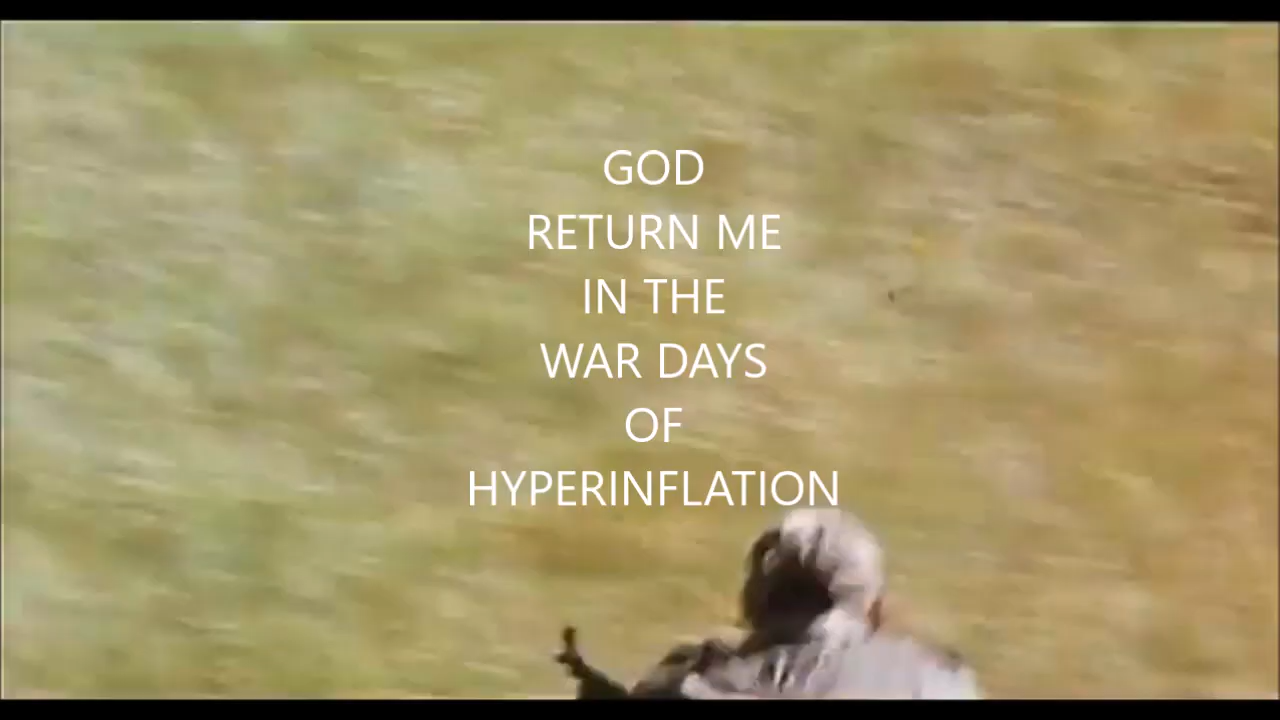 GOD
RETURN ME
IN THE
WAR DAYS
OF
HYPERINFLATION